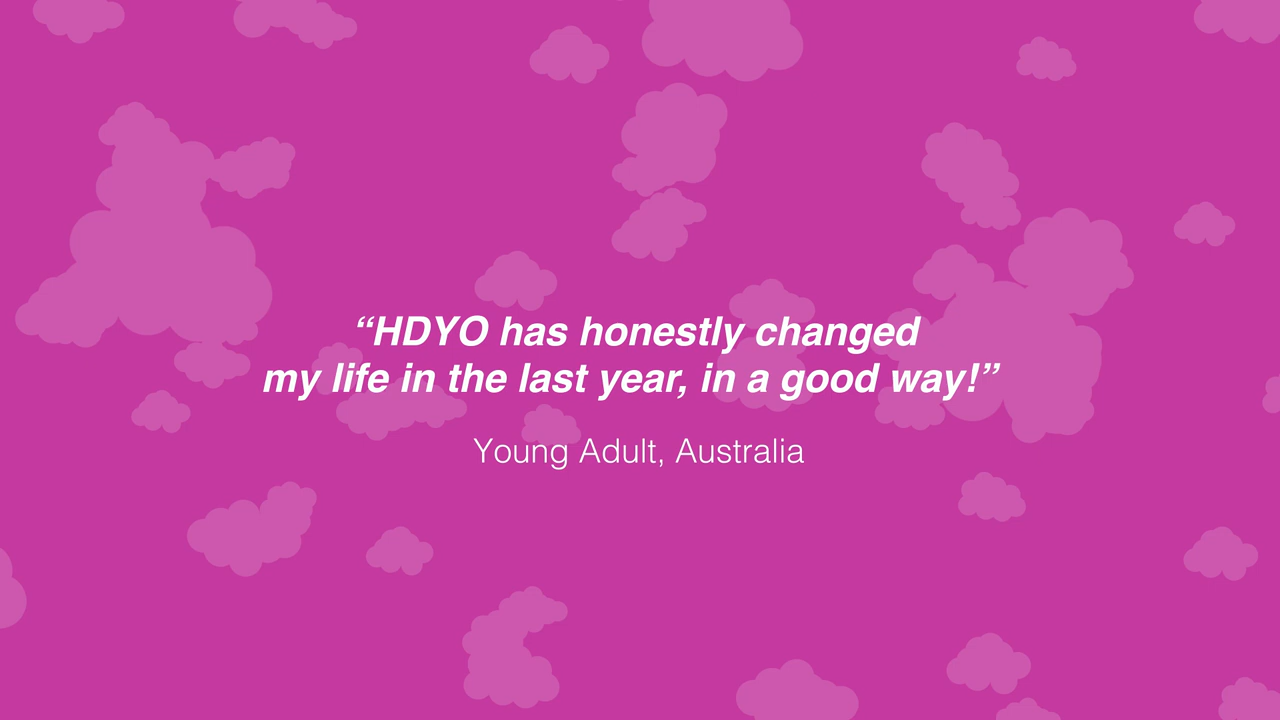 “HDYO has honestly changed
my life in the last year, in a good way!”
Young Adult, Australia